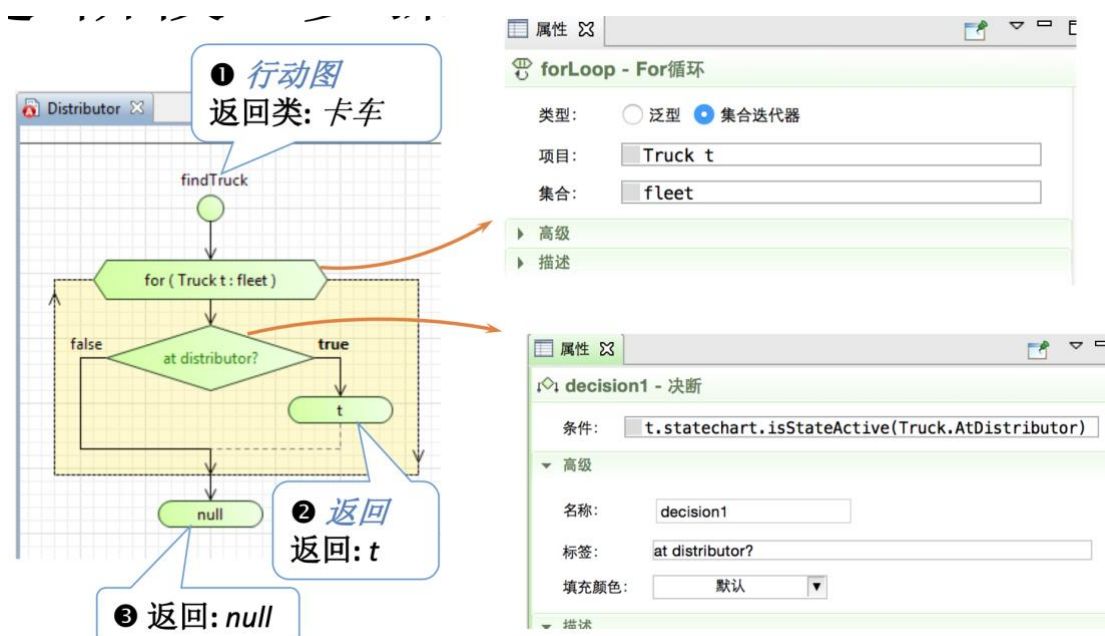 ❶ 行动图
返回类: 卡车
Distributor
findTruck
for ( Truck t : fleet )
false
true
at distributor?
t
null
❷ 返回
返回: t
❸ 返回: null
属性
forLoop - For循环
类型:
泛型
集合迭代器
项目:
Truck t
集合:
fleet
高级
描述
属性
decision1 - 决断
条件:
t.statechart.isStateActive(Truck.AtDistributor)
高级
名称:
decision1
标签:
at distributor?
填充颜色:
默认
描述